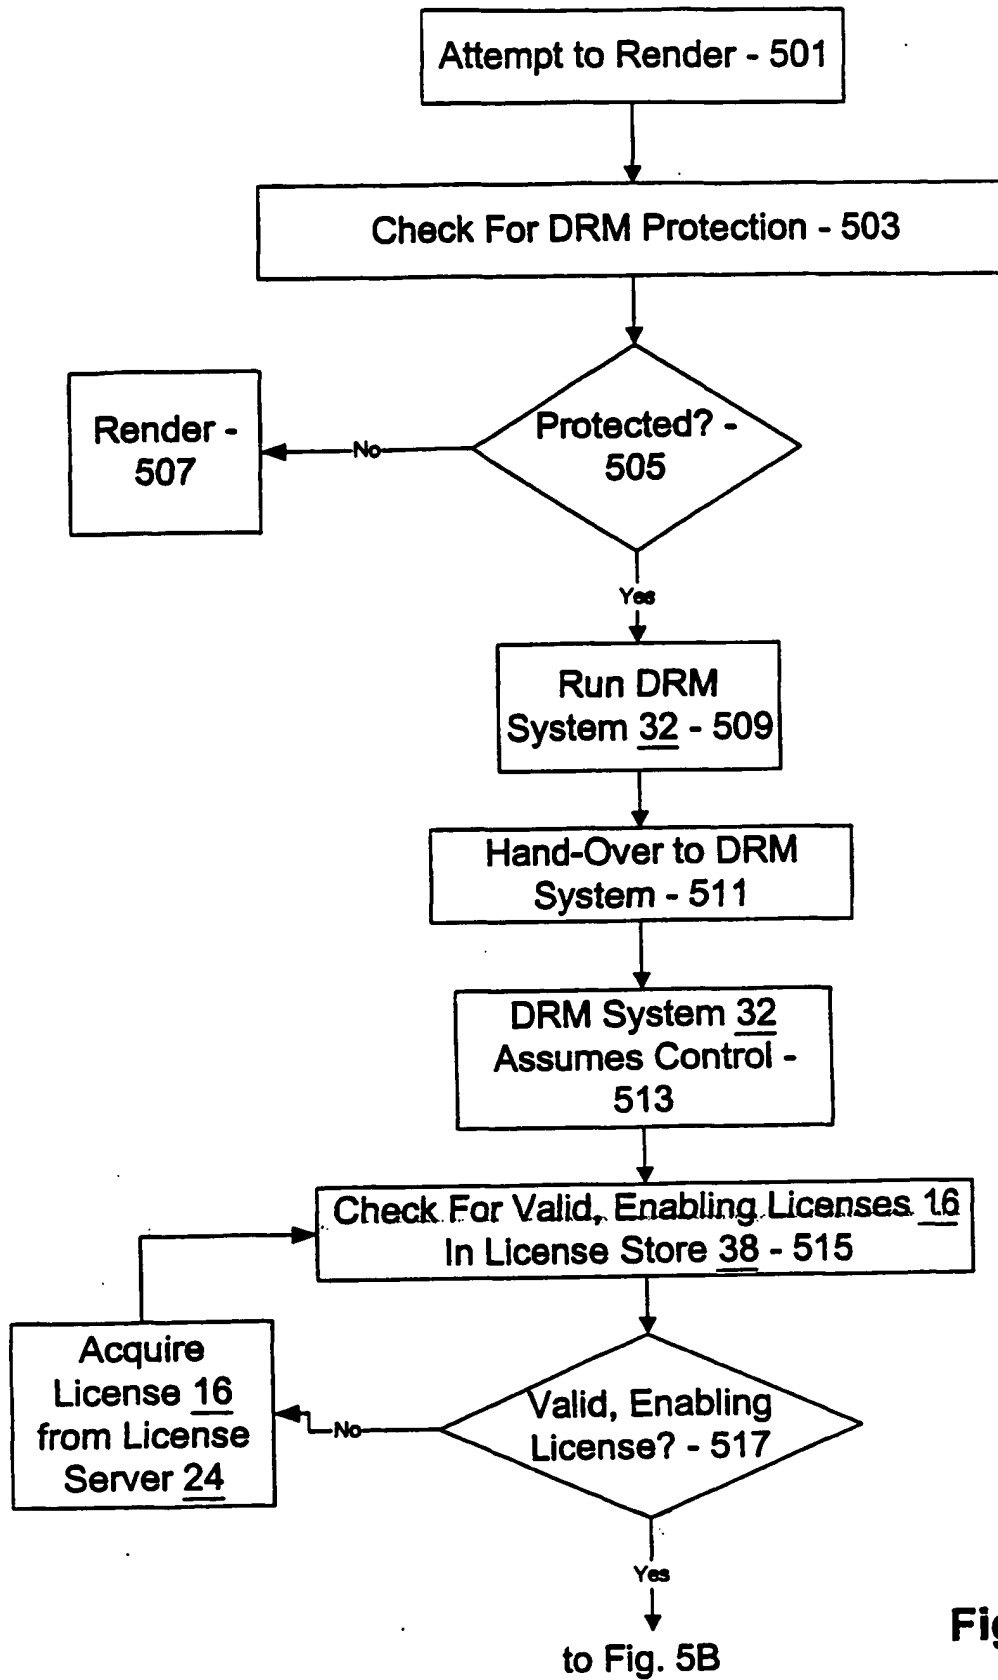 Attempt to Render - 501
Check For DRM Protection - 503
Protected? -
505
No
Render -
507
Yes
Run DRM
System 32 - 509
Hand-Over to DRM
System - 511
DRM System 32
Assumes Control -
513
Check For Valid, Enabling Licenses 16
In License Store 38 - 515
Valid, Enabling
License? - 517
No
Acquire
License 16
from License
Server 24
Yes
to Fig. 5B